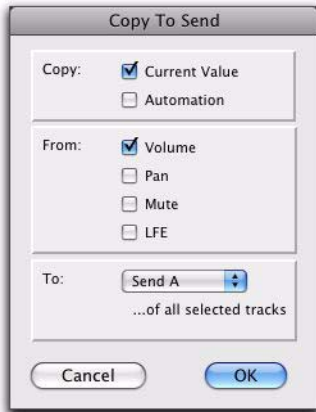 Copy To Send
Copy: Current Value
Automation
From: Volume
Pan
Mute
LFE
To: Send A
...of all selected tracks
Cancel OK